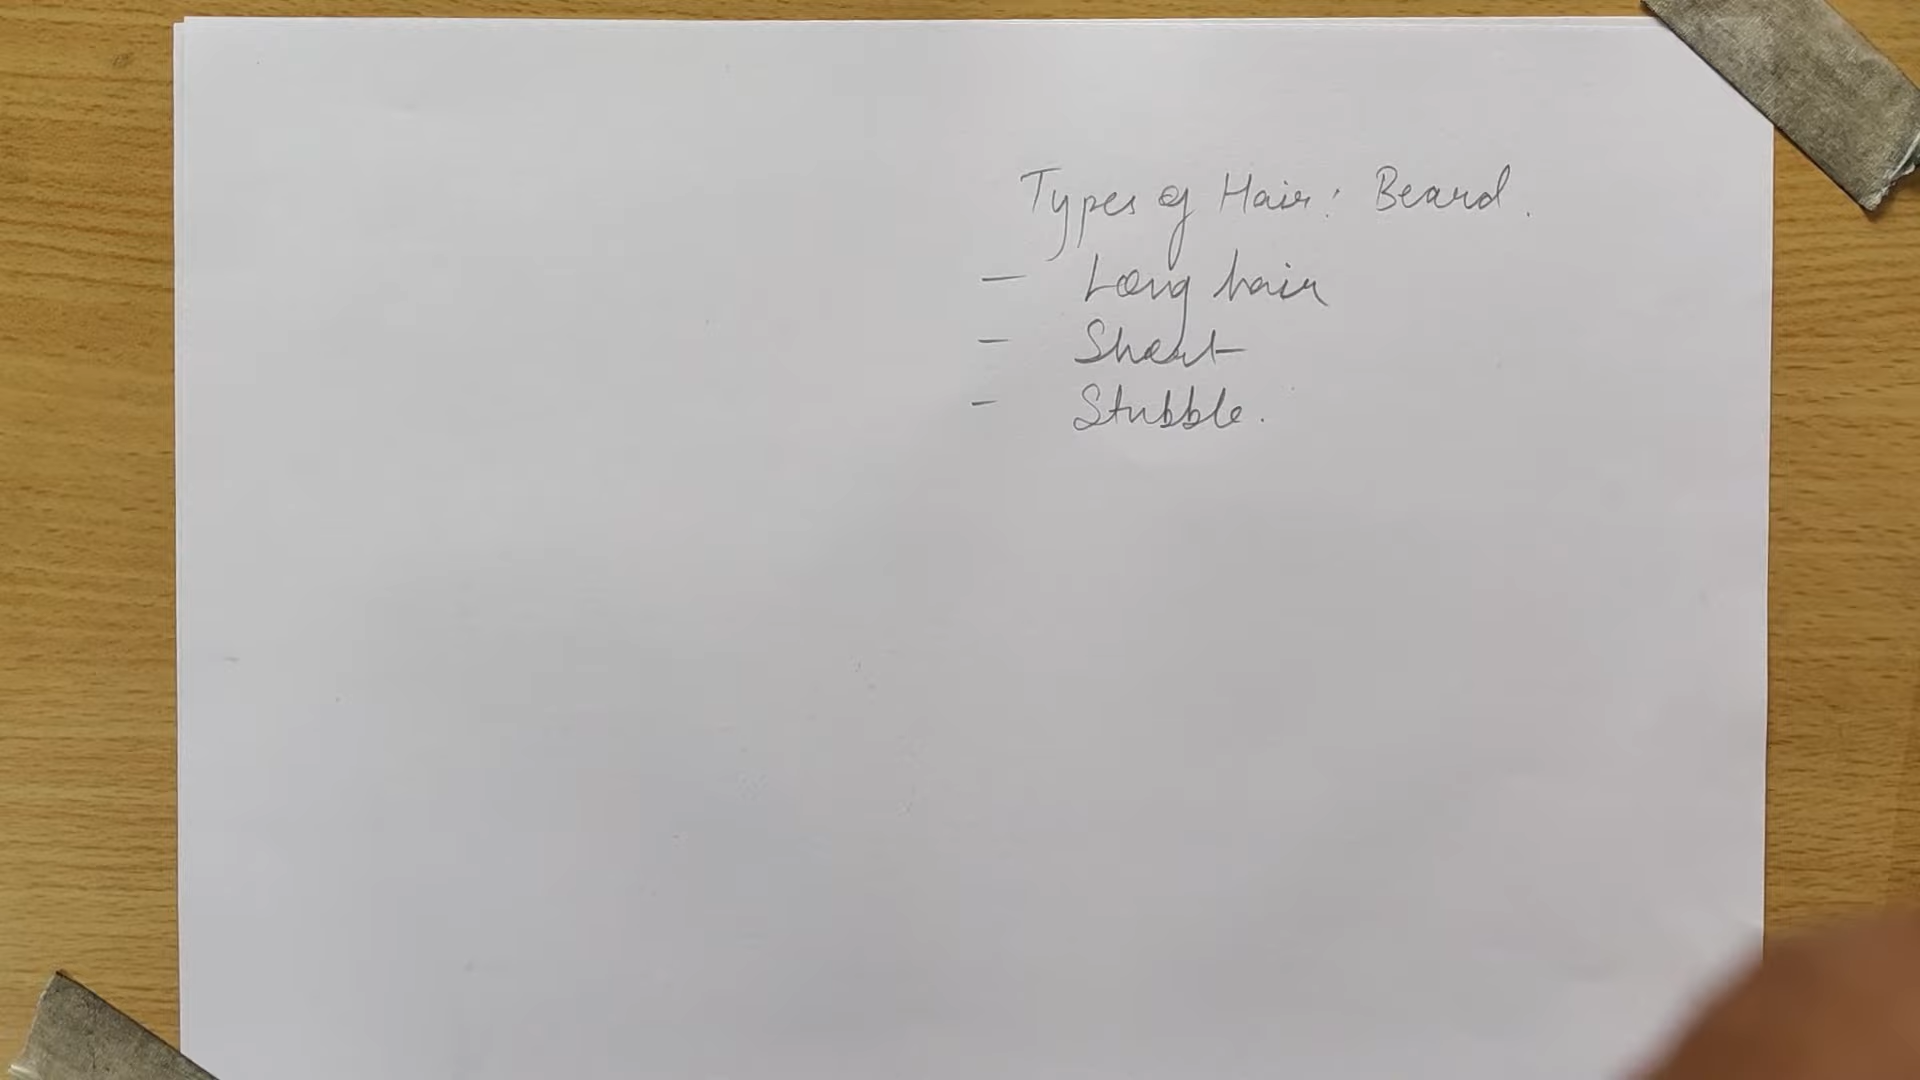 Types of Hair: Beard.
- Long hair
- Short
- Stubble.